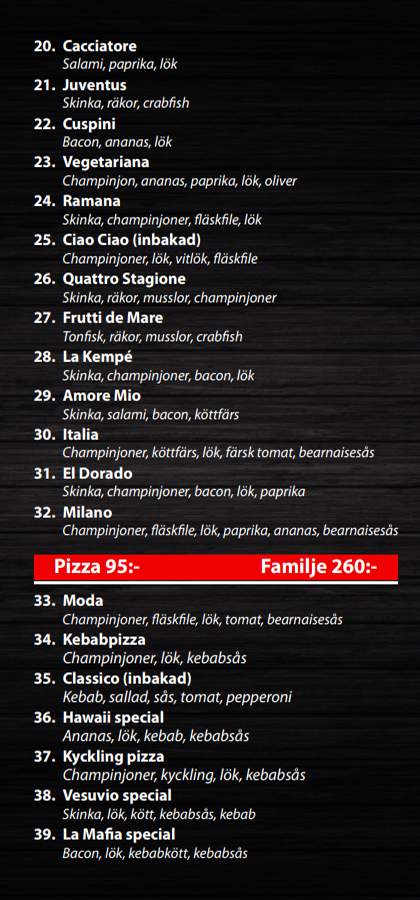 20. Cacciatore
Salami, paprika, lök
21. Juventus
Skinka, räkor, crabfish
22. Cuspini
Bacon, ananas, lök
23. Vegetariana
Champinjon, ananas, paprika, lök, oliver
24. Ramana
Skinka, champinjoner, fläskfile, lök
25. Ciao Ciao (inbakad)
Champinjoner, lök, vitlök, fläskfile
26. Quattro Stagione
Skinka, räkor, musslor, champinjoner
27. Frutti de Mare
Tonfisk, räkor, musslor, crabfish
28. La Kempé
Skinka, champinjoner, bacon, lök
29. Amore Mio
Skinka, salami, bacon, köttfärs
30. Italia
Champinjoner, köttfärs, lök, färsk tomat, bearnaisesås
31. El Dorado
Skinka, champinjoner, bacon, lök, paprika
32. Milano
Champinjoner, fläskfile, lök, paprika, ananas, bearnaisesås
Pizza 95:- Familje 260:-
33. Moda
Champinjoner, fläskfile, lök, tomat, bearnaisesås
34. Kebabpizza
Champinjoner, lök, kebabsås
35. Classico (inbakad)
Kebab, sallad, sås, tomat, pepperoni
36. Hawaii special
Ananas, lök, kebab, kebabsås
37. Kyckling pizza
Champinjoner, kyckling, lök, kebabsås
38. Vesuvio special
Skinka, lök, kött, kebabsås, kebab
39. La Mafia special
Bacon, lök, kebabkött, kebabsås